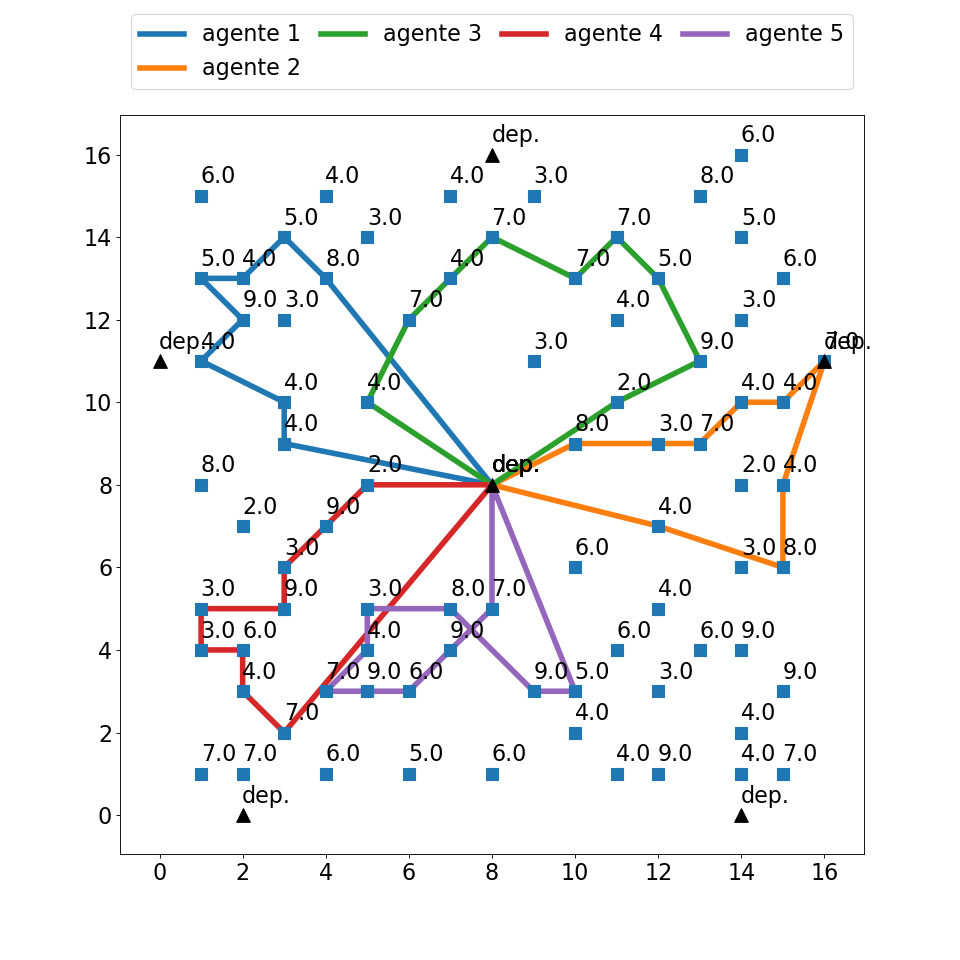 agente 1 agente 3 agente 4 agente 5
agente 2
dep. 6.0
6.0 4.0 4.0 3.0 8.0
5.0 3.0 7.0 7.0 5.0
5.0 4.0 8.0 4.0 7.0 5.0 6.0
9.0 3.0 7.0 4.0 3.0
dep. 4.0 3.0 9.0 7.0 dep.
4.0 4.0 2.0 4.0 4.0
4.0 8.0 3.0 7.0
8.0 2.0 dep. 2.0 4.0
2.0 9.0 4.0
3.0 6.0 3.0 8.0
3.0 9.0 3.0 8.0 7.0 4.0
3.0 6.0 4.0 9.0 6.0 6.0 9.0
4.0 7.0 9.0 6.0 9.0 5.0 3.0 9.0
7.0 4.0 4.0
7.0 7.0 6.0 5.0 6.0 4.0 9.0 4.0 7.0
dep. dep.
16
14
12
10
8
6
4
2
0
0 2 4 6 8 10 12 14 16